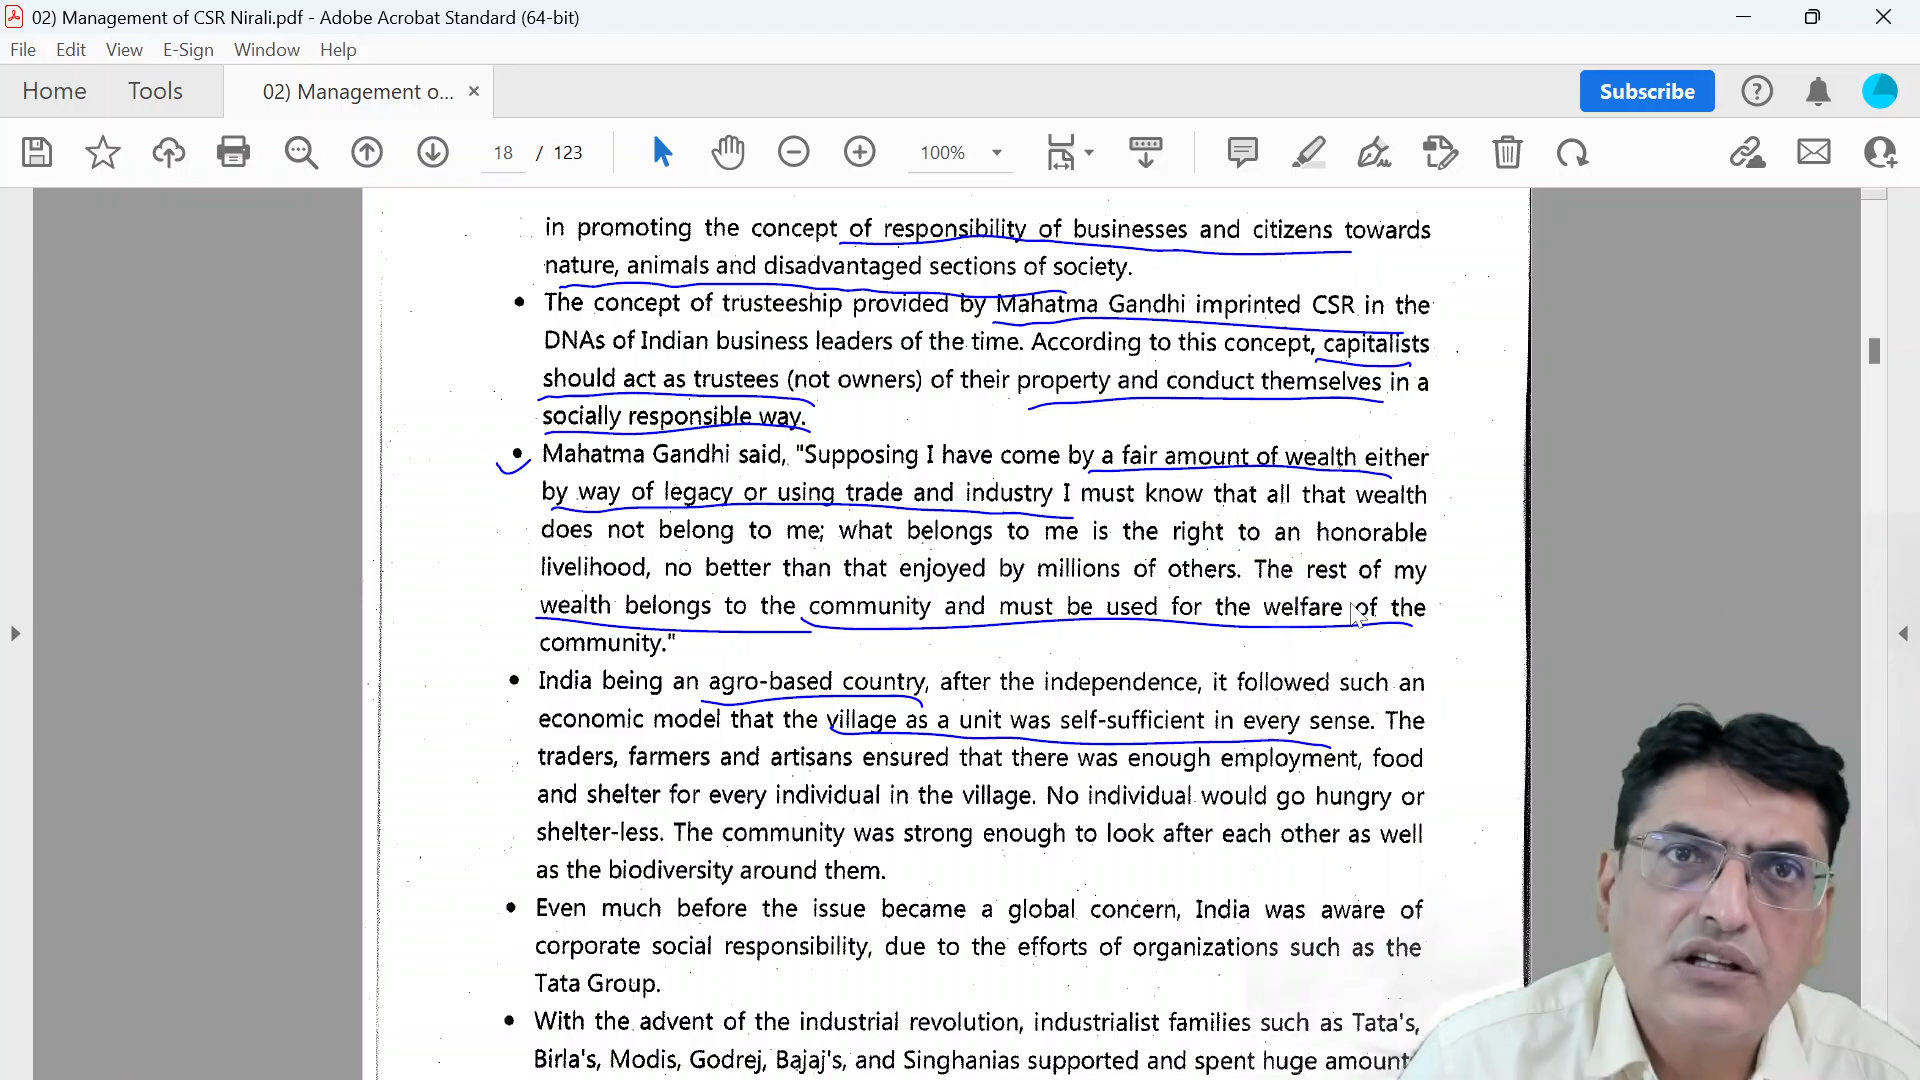 02) Management of CSR Nirali.pdf - Adobe Acrobat Standard (64-bit)
File Edit View E-Sign Window Help
Home Tools 02) Management o... ×
Subscribe
18 / 123
100%
in promoting the concept of responsibility of businesses and citizens towards
nature, animals and disadvantaged sections of society.
• The concept of trusteeship provided by Mahatma Gandhi imprinted CSR in the
DNAs of Indian business leaders of the time. According to this concept, capitalists
should act as trustees (not owners) of their property and conduct themselves in a
socially responsible way.
• Mahatma Gandhi said, "Supposing I have come by a fair amount of wealth either
by way of legacy or using trade and industry I must know that all that wealth
does not belong to me; what belongs to me is the right to an honorable
livelihood, no better than that enjoyed by millions of others. The rest of my
wealth belongs to the community and must be used for the welfare of the
community."
• India being an agro-based country, after the independence, it followed such an
economic model that the village as a unit was self-sufficient in every sense. The
traders, farmers and artisans ensured that there was enough employment, food
and shelter for every individual in the village. No individual would go hungry or
shelter-less. The community was strong enough to look after each other as well
as the biodiversity around them.
• Even much before the issue became a global concern, India was aware of
corporate social responsibility, due to the efforts of organizations such as the
Tata Group.
• With the advent of the industrial revolution, industrialist families such as Tata's,
Birla's, Modis, Godrej, Bajaj's, and Singhanias supported and spent huge amount